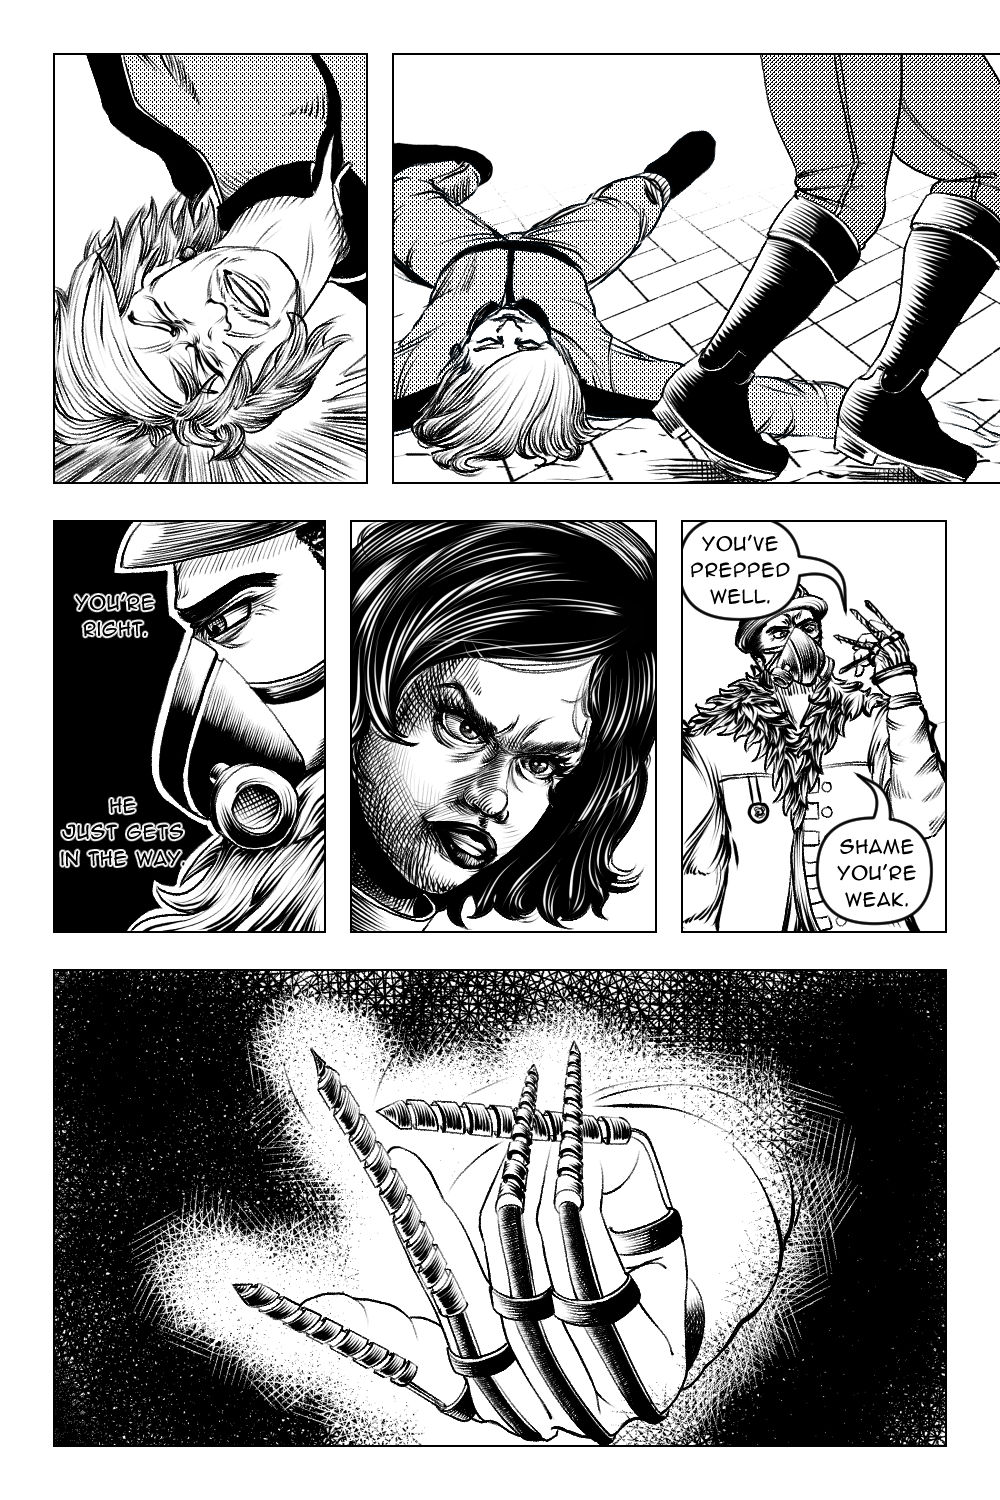 YOU'RE
RIGHT.
HE
JUST GETS
IN THE WAY.
YOU'VE
PREPPED
WELL.
SHAME
YOU'RE
WEAK.